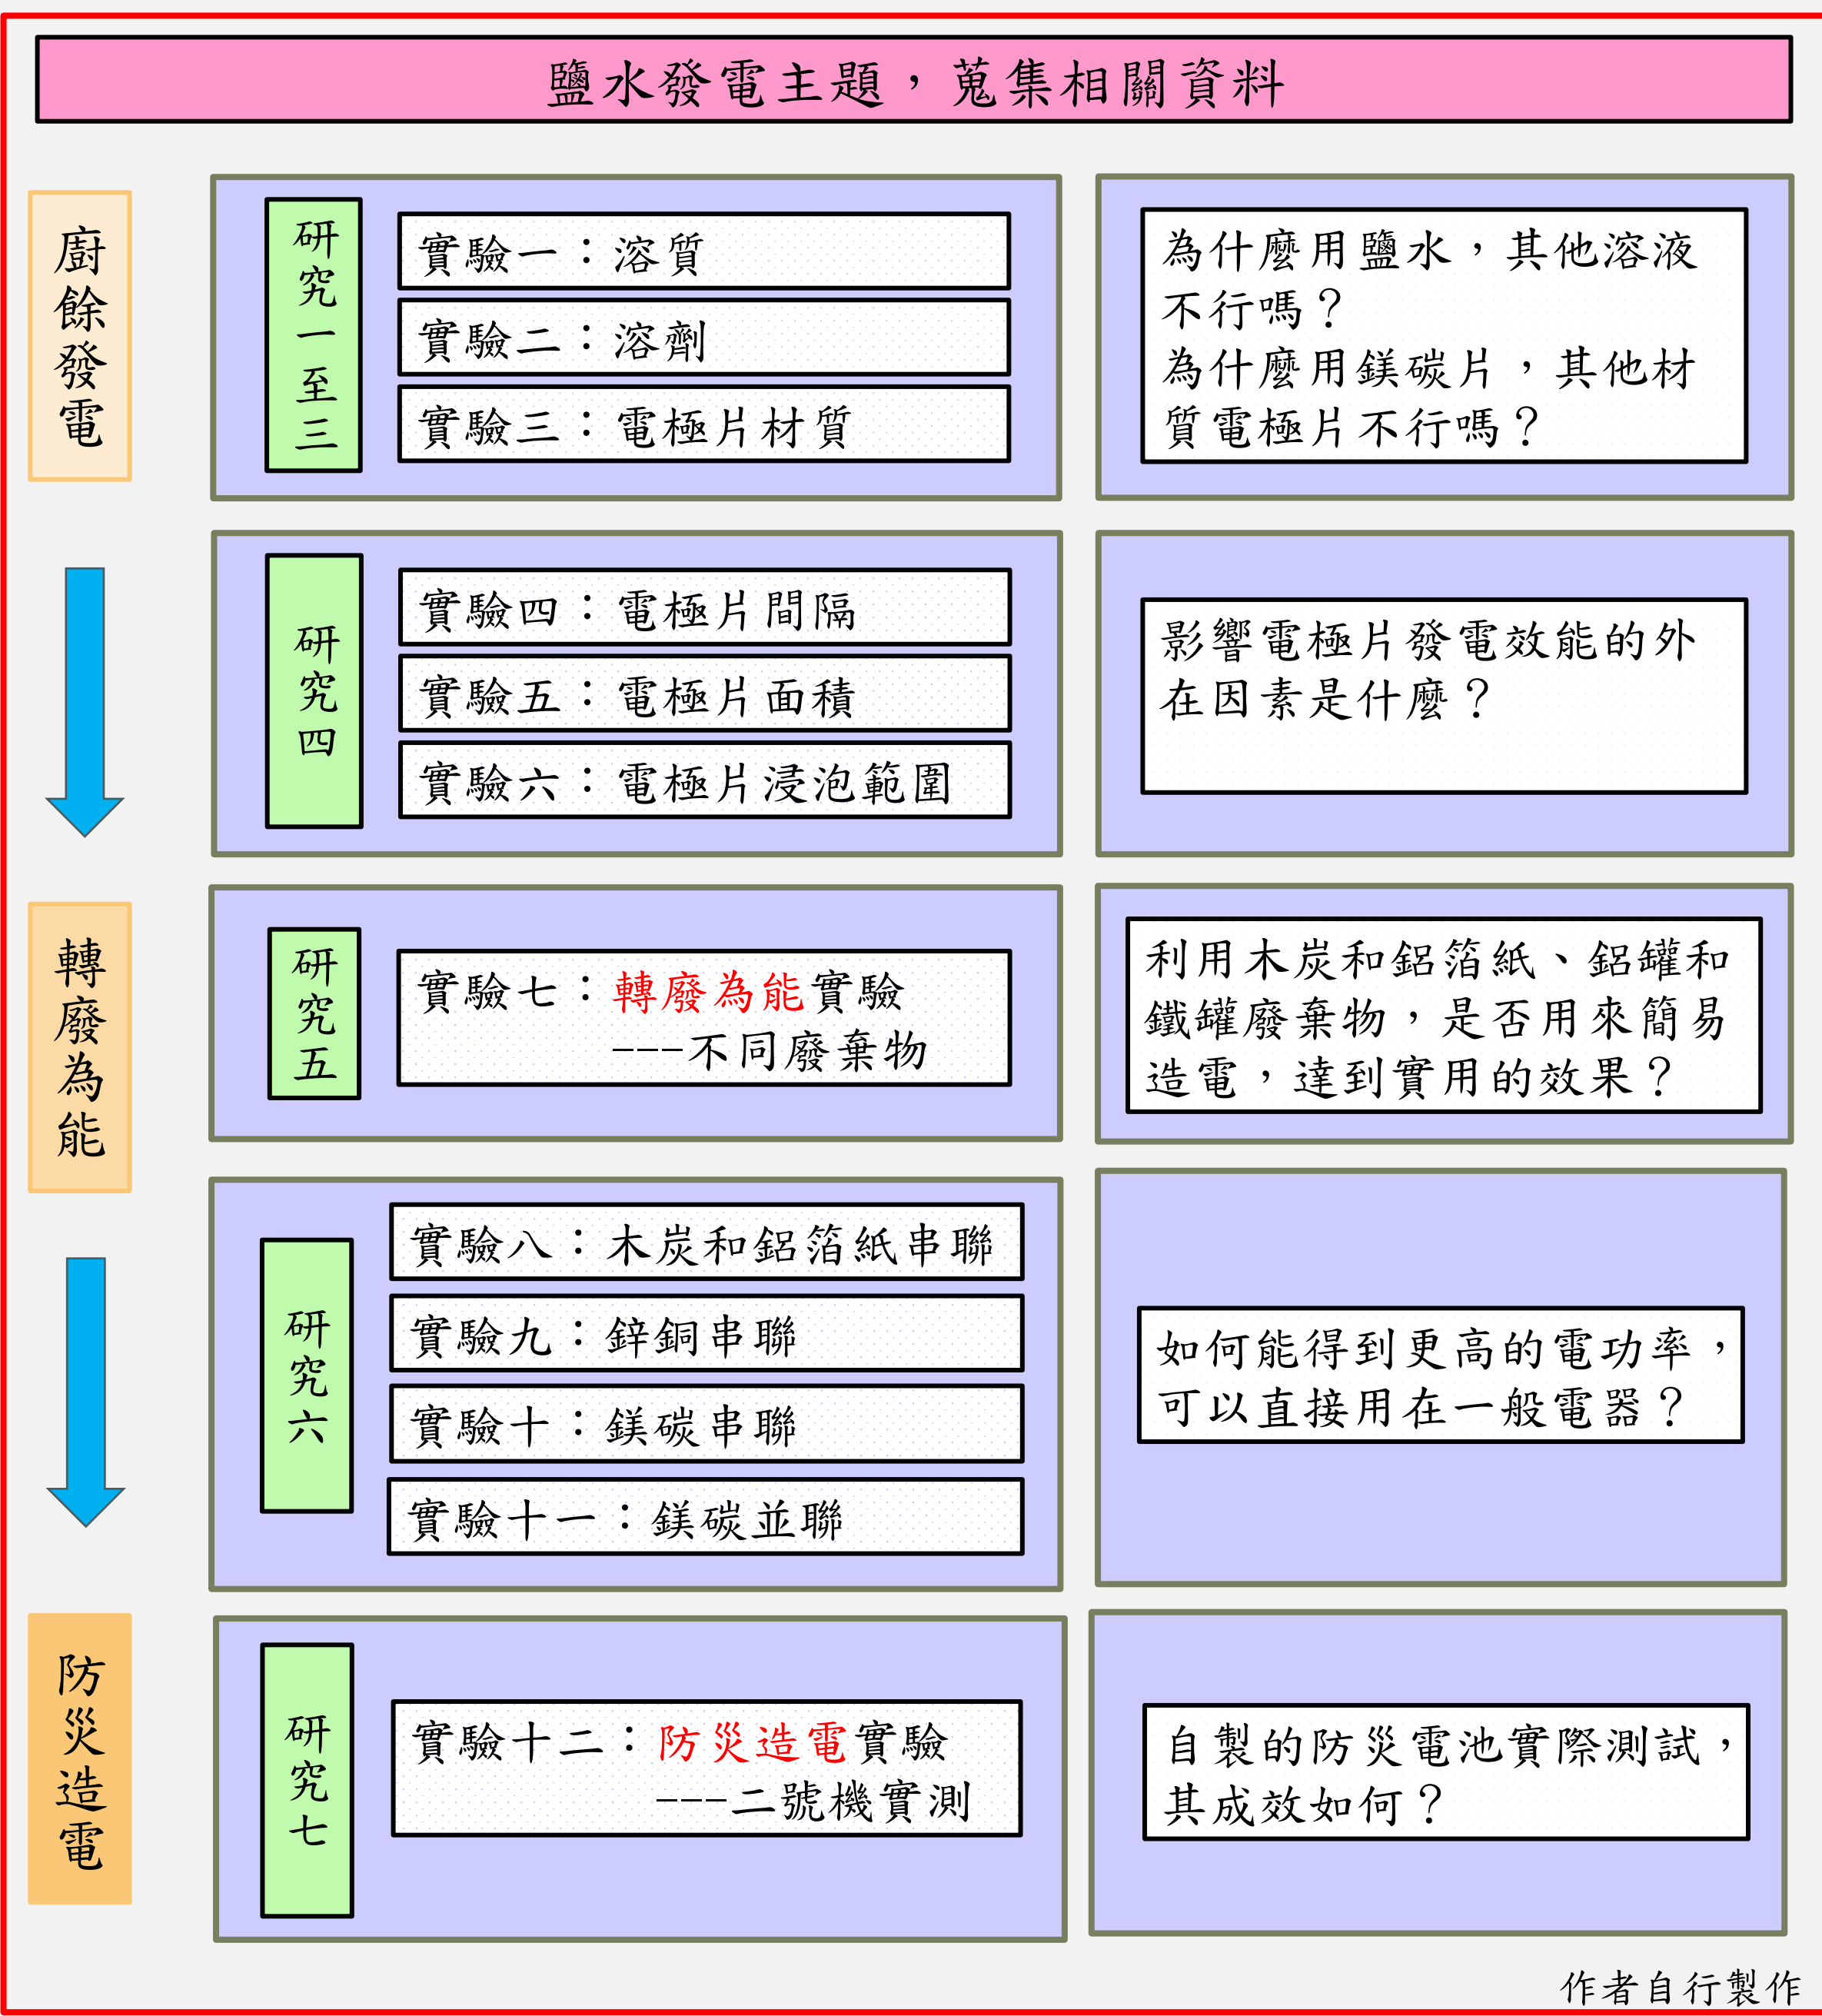 鹽水發電主題，蒐集相關資料
廚餘發電
研究一至三
實驗一：溶質
實驗二：溶劑
實驗三：電極片材質
為什麼用鹽水，其他溶液
不行嗎？
為什麼用鎂碳片，其他材
質電極片不行嗎？
研究四
實驗四：電極片間隔
實驗五：電極片面積
實驗六：電極片浸泡範圍
影響電極片發電效能的外
在因素是什麼？
轉廢為能
研究五
實驗七：轉廢為能實驗
---不同廢棄物
利用木炭和鋁箔紙、鋁罐和
鐵罐廢棄物，是否用來簡易
造電，達到實用的效果？
研究六
實驗八：木炭和鋁箔紙串聯
實驗九：鋅銅串聯
實驗十：鎂碳串聯
實驗十一：鎂碳並聯
如何能得到更高的電功率，
可以直接用在一般電器？
防災造電
研究七
實驗十二：防災造電實驗
---二號機實測
自製的防災電池實際測試，
其成效如何？
作者自行製作